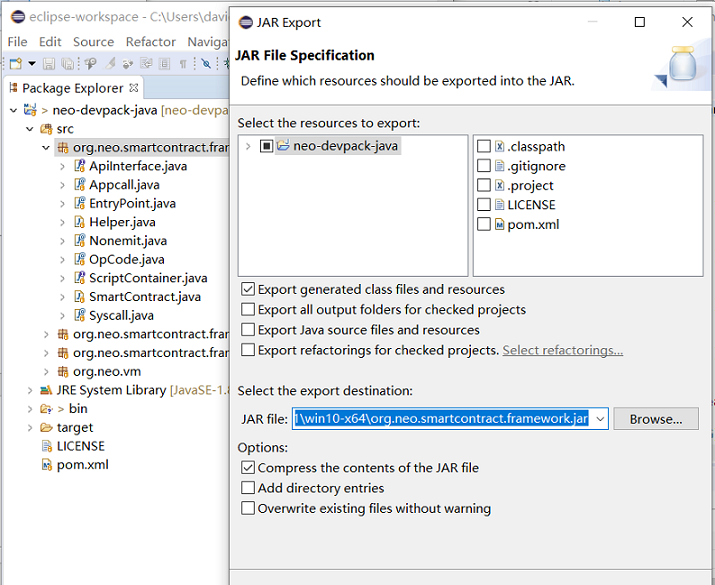 eclipse-workspace - C:\Users\davi
File Edit Source Refactor Naviga
Package Explorer
> neo-devpack-java [neo-devpa
src
org.neo.smartcontract.fran
ApiInterface.java
Appcall.java
EntryPoint.java
Helper.java
Nonemit.java
OpCode.java
ScriptContainer.java
SmartContract.java
Syscall.java
org.neo.smartcontract.fran
org.neo.smartcontract.fran
org.neo.vm
JRE System Library [JavaSE-1.8
> bin
target
LICENSE
pom.xml
JAR Export
JAR File Specification
Define which resources should be exported into the JAR.
Select the resources to export:
neo-devpack-java
.classpath
.gitignore
.project
LICENSE
pom.xml
Export generated class files and resources
Export all output folders for checked projects
Export Java source files and resources
Export refactorings for checked projects. Select refactorings...
Select the export destination:
JAR file: 1\win10-x64\org.neo.smartcontract.framework.jar Browse...
Options:
Compress the contents of the JAR file
Add directory entries
Overwrite existing files without warning